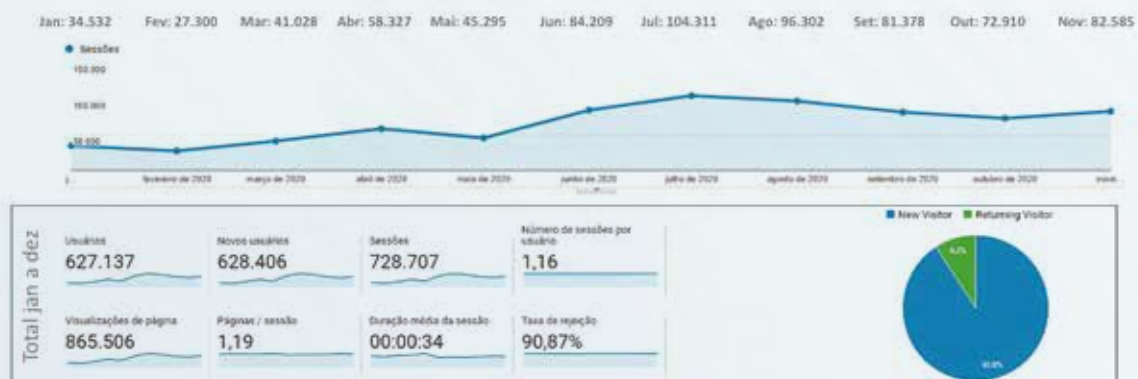 Jan: 34.532 Fev: 27.300 Mar: 41.028 Abr: 58.327 Mai: 45.295 Jun: 84.209 Jul: 104.311 Ago: 96.302 Set: 81.378 Out: 72.910 Nov: 82.585
Sessões
150.000
100.000
50.000
fevereiro de 2020 março de 2020 abril de 2020 maio de 2020 junho de 2020 julho de 2020 agosto de 2020 setembro de 2020 outubro de 2020
New Visitor Returning Visitor
Total jan a dez
Usuários Novos usuários Sessões Número de sessões por usuário
627.137 628.406 728.707 1,16
Visualizações de página Páginas / sessão Duração média da sessão Taxa de rejeição
865.506 1,19 00:00:34 90,87%